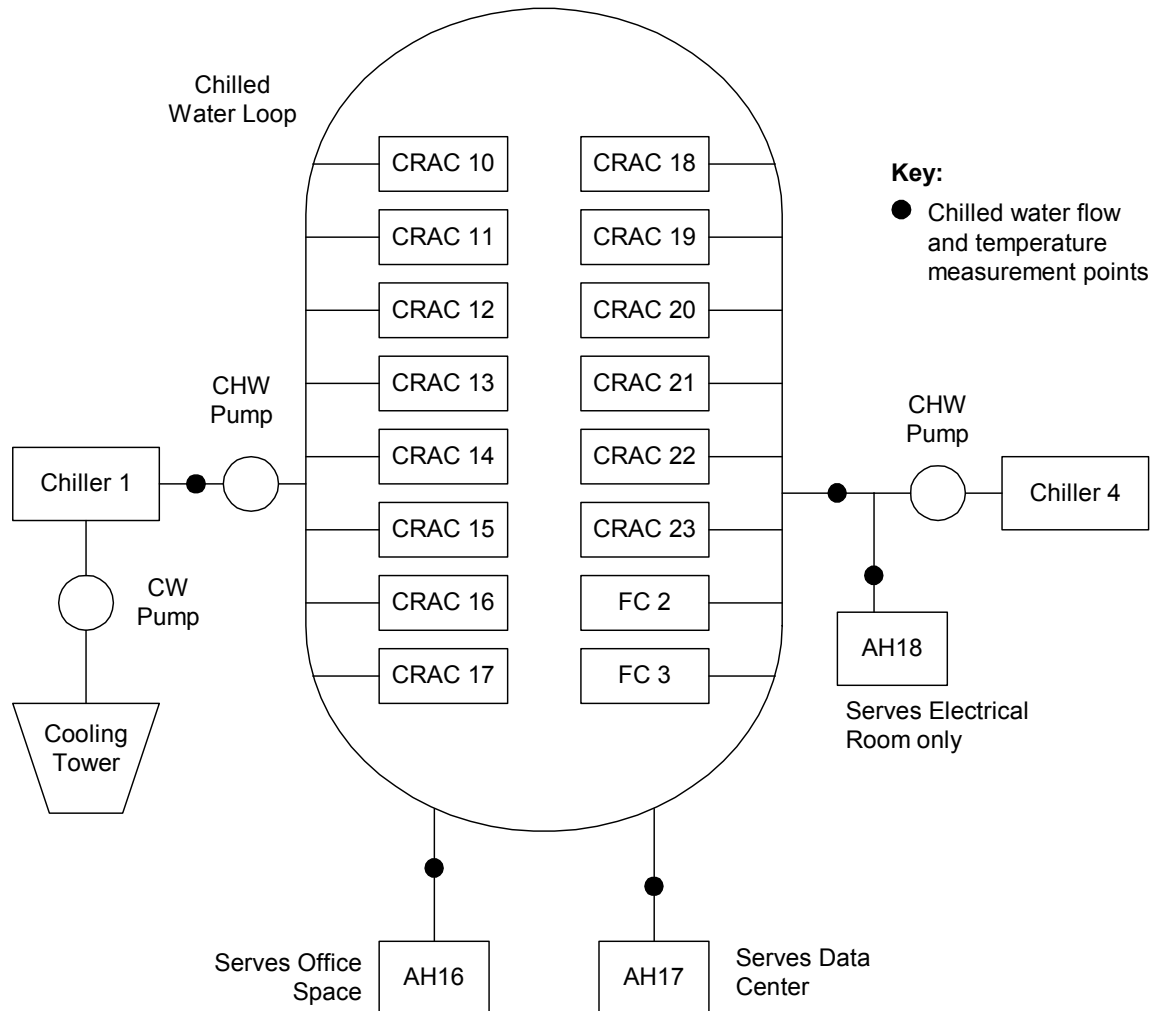 Chilled
Water Loop
CRAC 10
CRAC 11
CRAC 12
CRAC 13
CRAC 14
CRAC 15
CRAC 16
CRAC 17
CRAC 18
CRAC 19
CRAC 20
CRAC 21
CRAC 22
CRAC 23
FC 2
FC 3
Key:
Chilled water flow
and temperature
measurement points
CHW
Pump
Chiller 1
CW
Pump
Cooling
Tower
CHW
Pump
Chiller 4
AH18
Serves Electrical
Room only
Serves Office
Space
AH16
AH17
Serves Data
Center